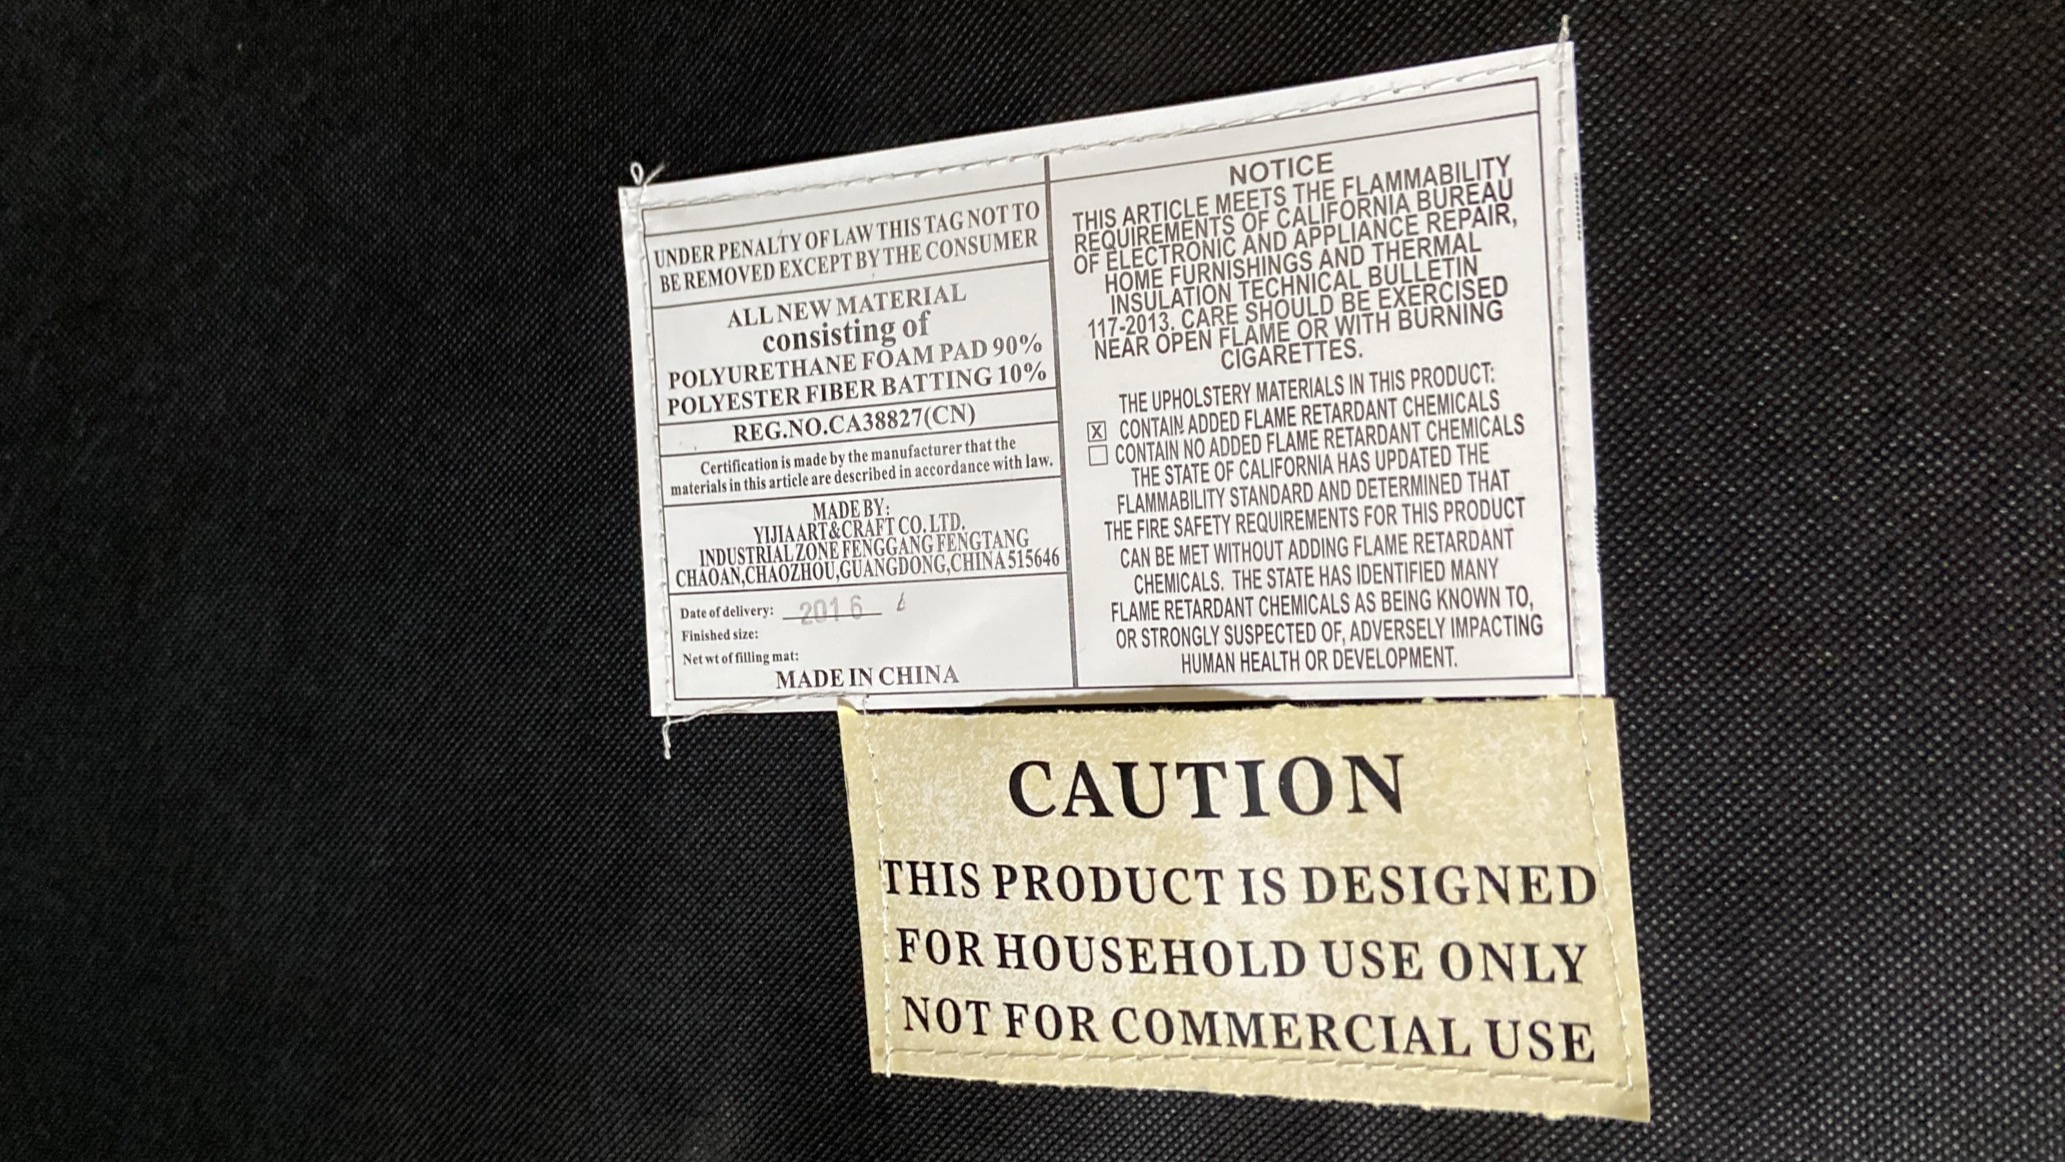 UNDER PENALTY OF LAW THIS TAG NOT TO
BE REMOVED EXCEPT BY THE CONSUMER
ALL NEW MATERIAL
consisting of
POLYURETHANE FOAM PAD 90%
POLYESTER FIBER BATTING 10%
REG.NO.CA38827(CN)
Certification is made by the manufacturer that the
materials in this article are described in accordance with law.
MADE BY:
YIJIA ART&CRAFT CO. LTD.
INDUSTRIAL ZONE FENGGANG FENGTANG
CHAOAN,CHAOZHOU,GUANGDONG,CHINA 515646
Date of delivery: 2016
Finished size:
Net wt of filling mat:
MADE IN CHINA
NOTICE
THIS ARTICLE MEETS THE FLAMMABILITY
REQUIREMENTS OF CALIFORNIA BUREAU
OF ELECTRONIC AND APPLIANCE REPAIR,
HOME FURNISHINGS AND THERMAL
INSULATION TECHNICAL BULLETIN
117-2013. CARE SHOULD BE EXERCISED
NEAR OPEN FLAME OR WITH BURNING
CIGARETTES.
THE UPHOLSTERY MATERIALS IN THIS PRODUCT:
X CONTAIN ADDED FLAME RETARDANT CHEMICALS
CONTAIN NO ADDED FLAME RETARDANT CHEMICALS
THE STATE OF CALIFORNIA HAS UPDATED THE
FLAMMABILITY STANDARD AND DETERMINED THAT
THE FIRE SAFETY REQUIREMENTS FOR THIS PRODUCT
CAN BE MET WITHOUT ADDING FLAME RETARDANT
CHEMICALS. THE STATE HAS IDENTIFIED MANY
FLAME RETARDANT CHEMICALS AS BEING KNOWN TO,
OR STRONGLY SUSPECTED OF, ADVERSELY IMPACTING
HUMAN HEALTH OR DEVELOPMENT.
CAUTION
THIS PRODUCT IS DESIGNED
FOR HOUSEHOLD USE ONLY
NOT FOR COMMERCIAL USE